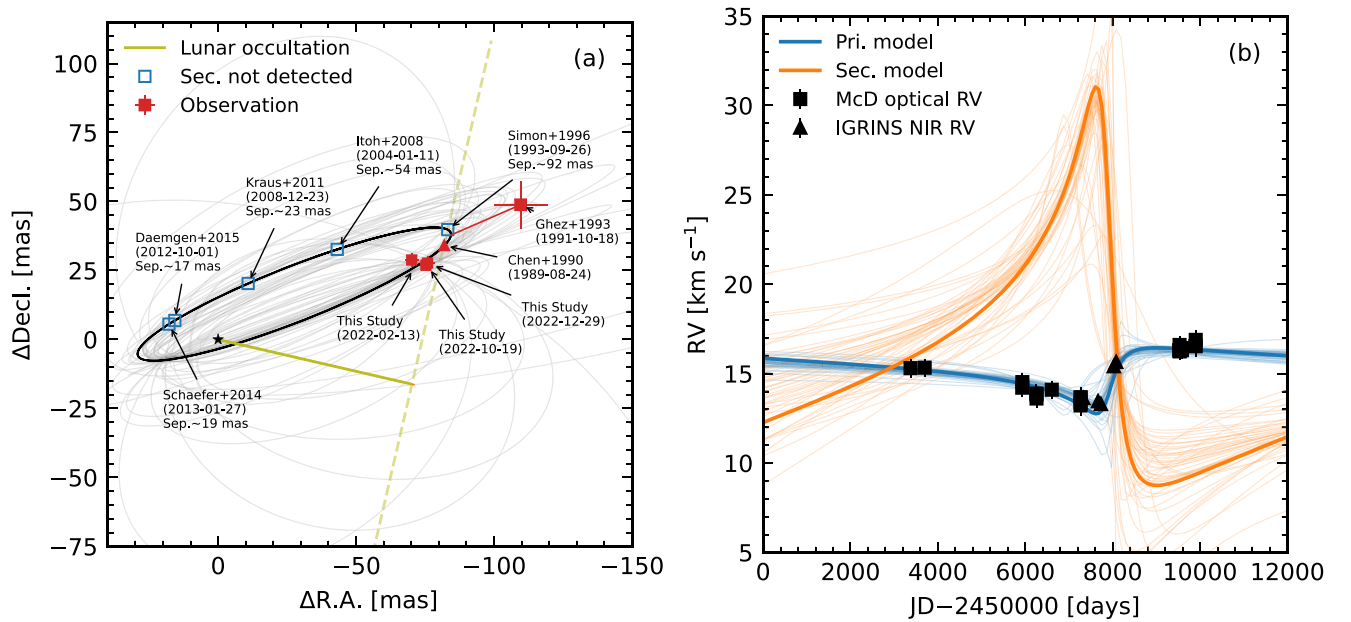 Lunar occultation
Sec. not detected
Observation
(a)
Simon+1996
(1993-09-26)
Sep.~92 mas
Itoh+2008
(2004-01-11)
Sep.~54 mas
Kraus+2011
(2008-12-23)
Sep.~23 mas
Daemgen+2015
(2012-10-01)
Sep.~17 mas
Ghez+1993
(1991-10-18)
Chen+1990
(1989-08-24)
This Study
(2022-12-29)
This Study
(2022-02-13)
This Study
(2022-10-19)
Schaefer+2014
(2013-01-27)
Sep.~19 mas
100
75
50
25
0
−25
−50
−75
ΔDecl. [mas]
0
−50
−100
−150
ΔR.A. [mas]
Pri. model
Sec. model
McD optical RV
IGRINS NIR RV
(b)
35
30
25
20
15
10
5
RV [km s⁻¹]
0
2000
4000
6000
8000
10000
12000
JD−2450000 [days]